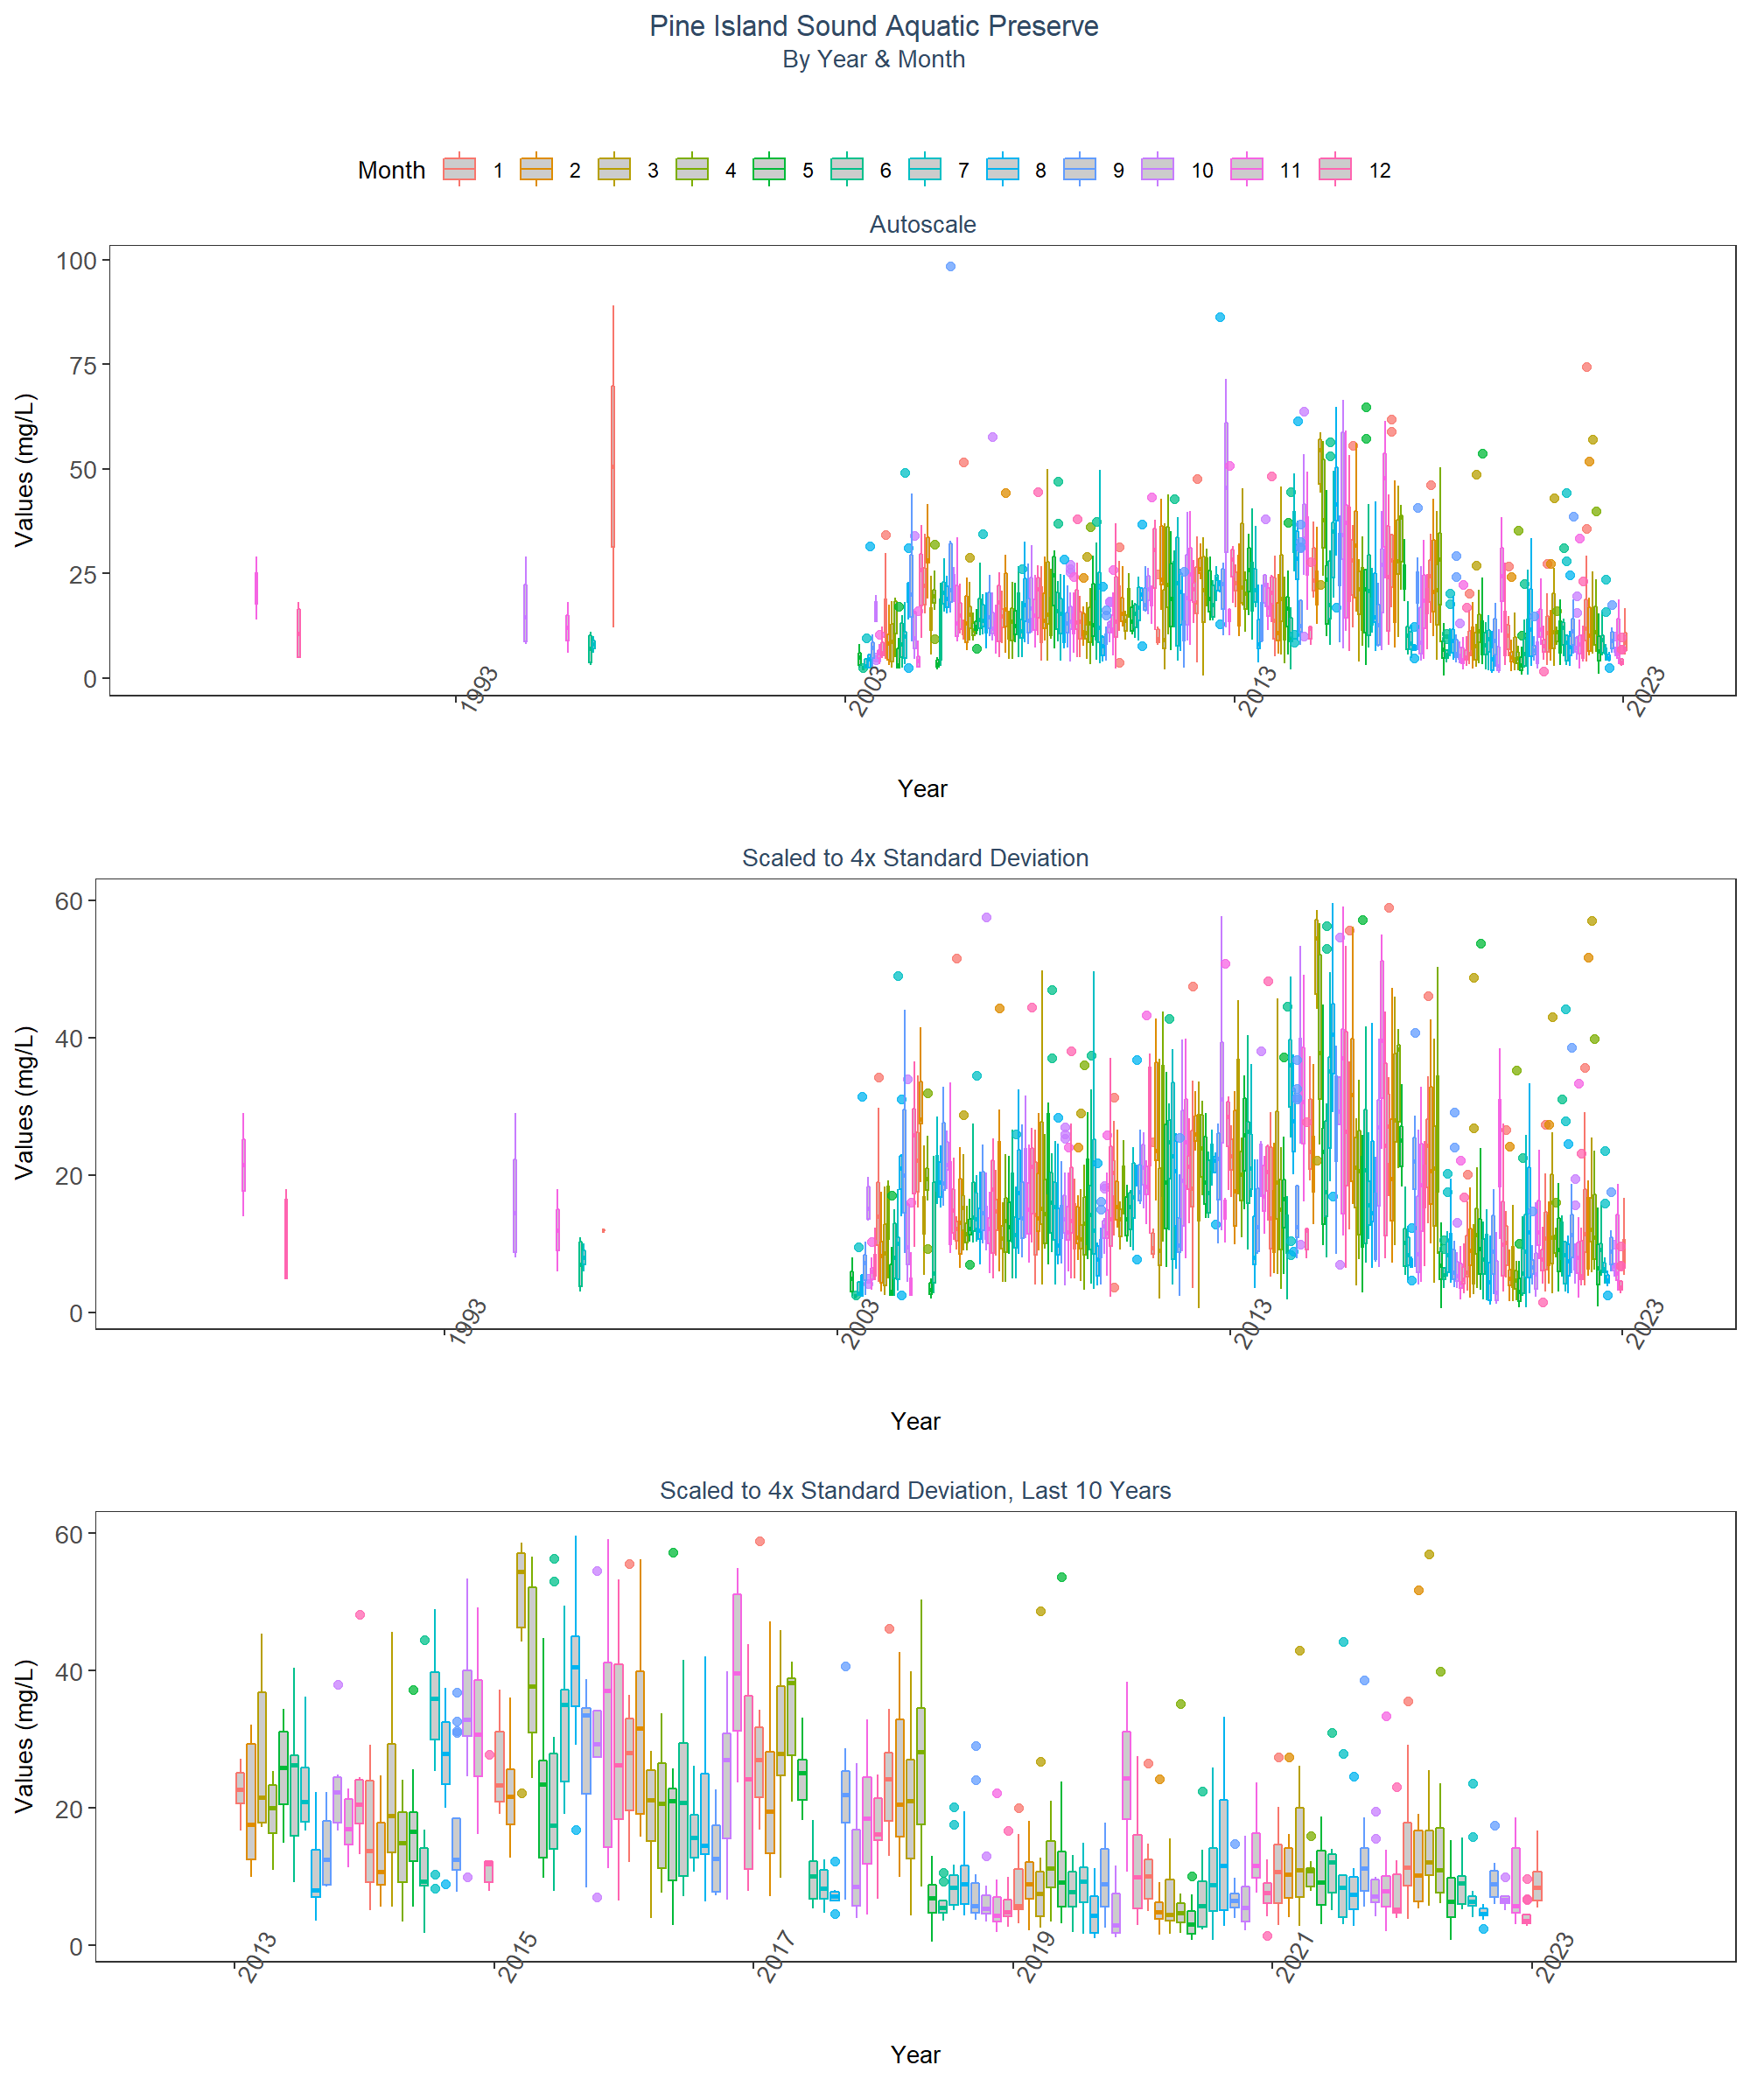 Pine Island Sound Aquatic Preserve
By Year & Month
Month 1 2 3 4 5 6 7 8 9 10 11 12
Autoscale
Values (mg/L)
100
75
50
25
0
1993 2003 2013 2023
Year
Scaled to 4x Standard Deviation
Values (mg/L)
60
40
20
0
1993 2003 2013 2023
Year
Scaled to 4x Standard Deviation, Last 10 Years
Values (mg/L)
60
40
20
0
2013 2015 2017 2019 2021 2023
Year